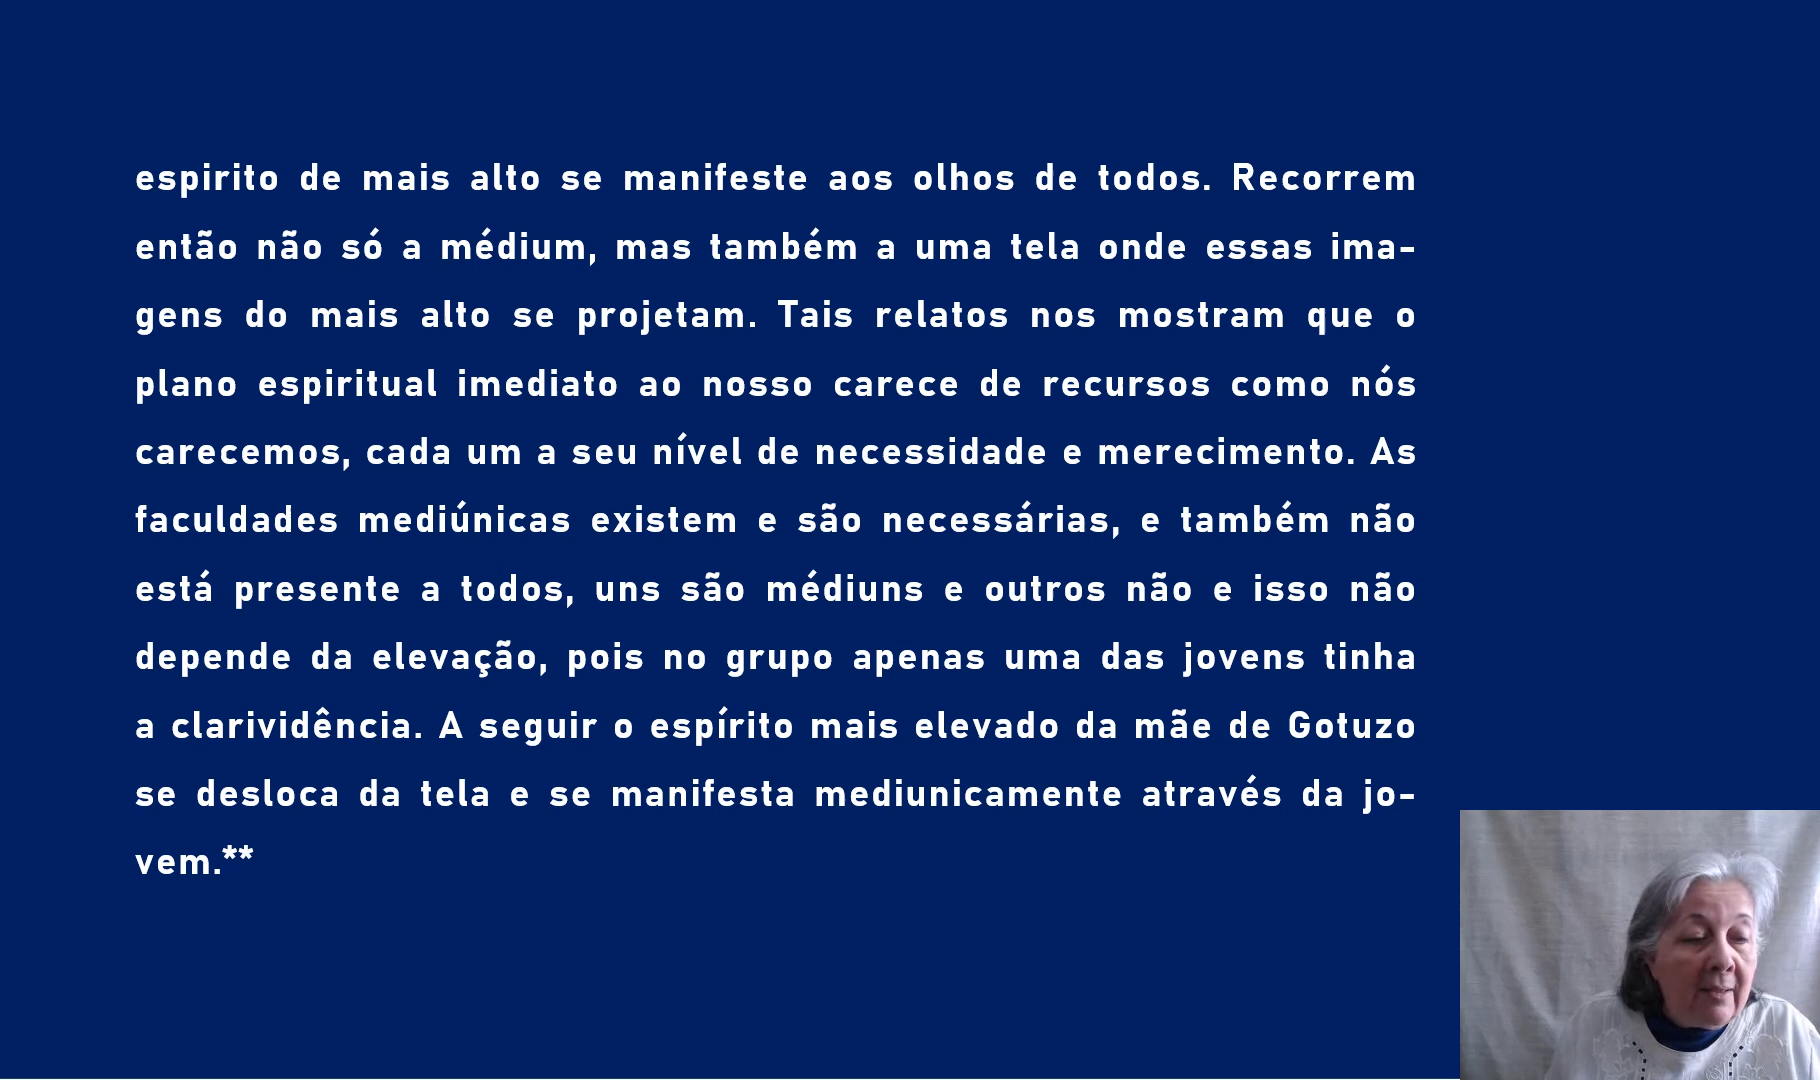 espirito de mais alto se manifeste aos olhos de todos. Recorrem
então não só a médium, mas também a uma tela onde essas ima-
gens do mais alto se projetam. Tais relatos nos mostram que o
plano espiritual imediato ao nosso carece de recursos como nós
carecemos, cada um a seu nível de necessidade e merecimento. As
faculdades mediúnicas existem e são necessárias, e também não
está presente a todos, uns são médiuns e outros não e isso não
depende da elevação, pois no grupo apenas uma das jovens tinha
a clarividência. A seguir o espírito mais elevado da mãe de Gotuzo
se desloca da tela e se manifesta mediunicamente através da jo-
vem.**